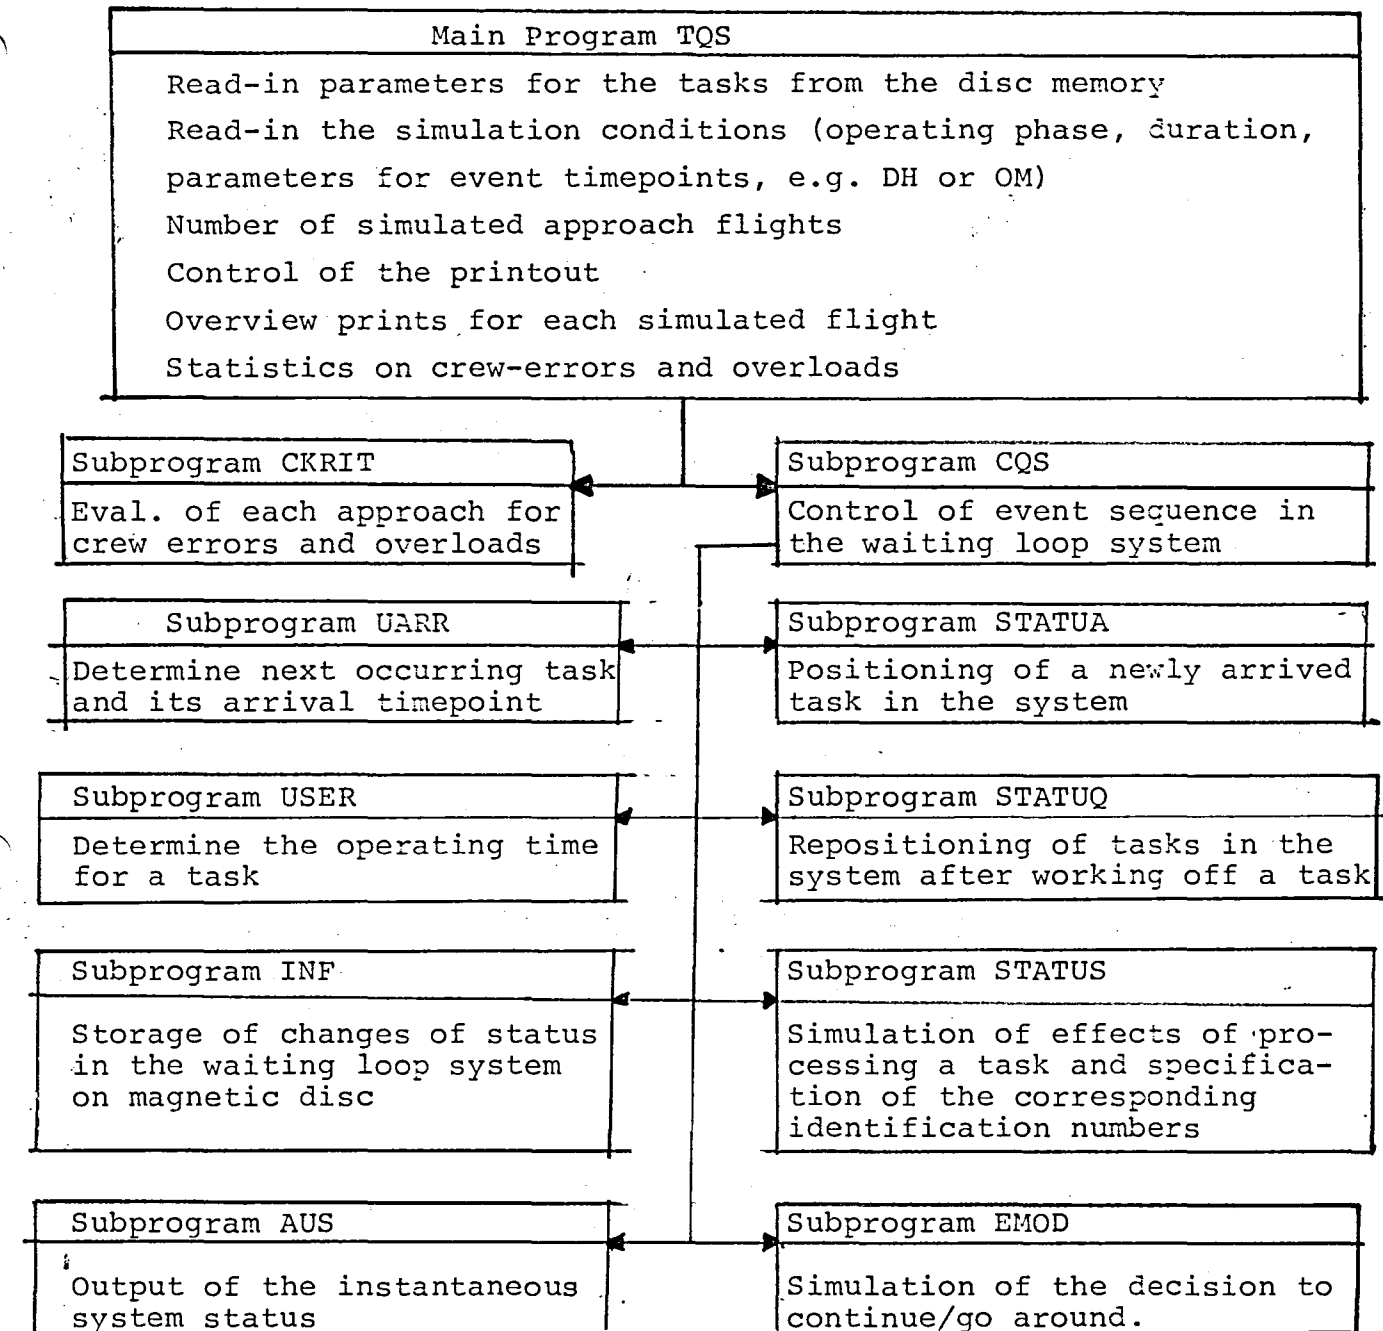 Main Program TQS
Read-in parameters for the tasks from the disc memory
Read-in the simulation conditions (operating phase, duration,
parameters for event timepoints, e.g. DH or OM)
Number of simulated approach flights
Control of the printout
Overview prints for each simulated flight
Statistics on crew-errors and overloads
Subprogram CKRIT
Eval. of each approach for
crew errors and overloads
Subprogram CQS
Control of event sequence in
the waiting loop system
Subprogram UARR
Determine next occurring task
and its arrival timepoint
Subprogram STATUA
Positioning of a newly arrived
task in the system
Subprogram USER
Determine the operating time
for a task
Subprogram STATUQ
Repositioning of tasks in the
system after working off a task
Subprogram INF
Storage of changes of status
in the waiting loop system
on magnetic disc
Subprogram STATUS
Simulation of effects of pro-
cessing a task and specifica-
tion of the corresponding
identification numbers
Subprogram AUS
Output of the instantaneous
system status
Subprogram EMOD
Simulation of the decision to
continue/go around.